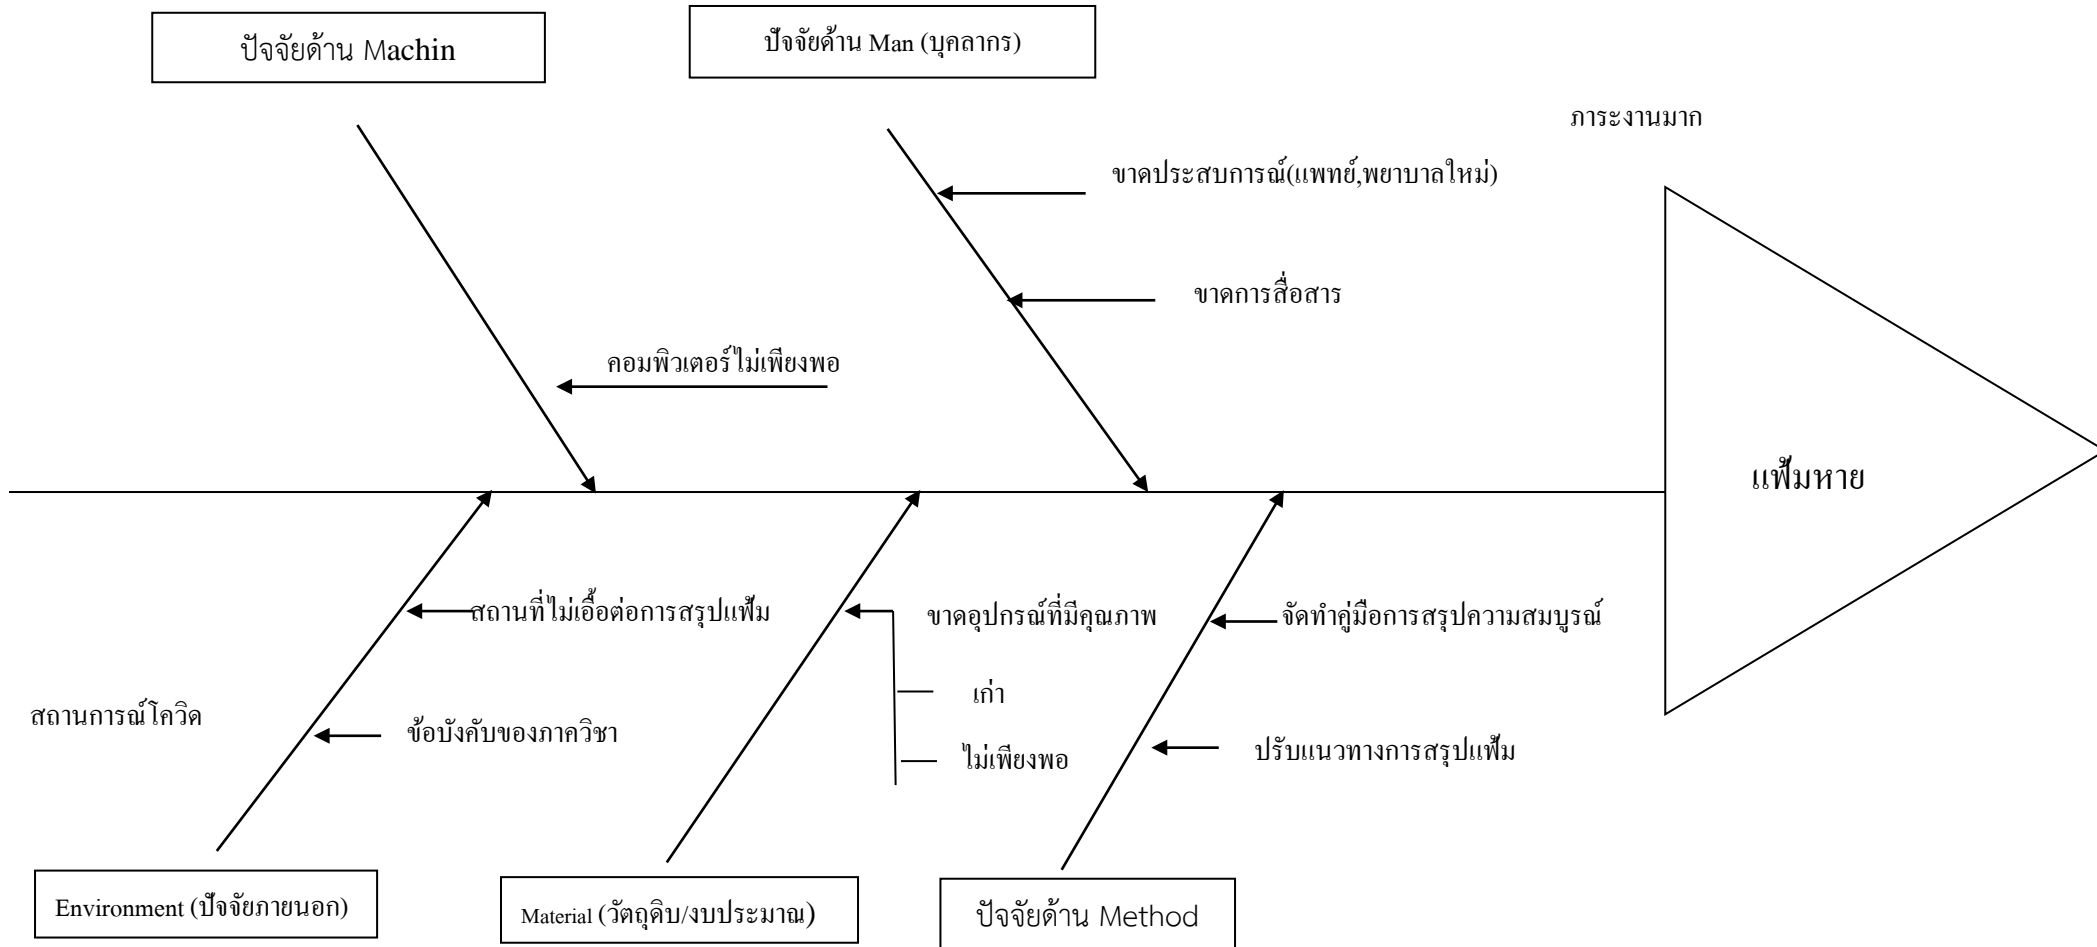 ปัจจัยด้าน Machin
ปัจจัยด้าน Man (บุคลากร)
ภาระงานมาก
ขาดประสบการณ์(แพทย์,พยาบาลใหม่)
ขาดการสื่อสาร
คอมพิวเตอร์ไม่เพียงพอ
แฟ้มหาย
สถานที่ไม่เอื้อต่อการสรุปแฟ้ม
ขาดอุปกรณ์ที่มีคุณภาพ
จัดทำคู่มือการสรุปความสมบูรณ์
เก่า
สถานการณ์โควิด
ข้อบังคับของภาควิชา
ไม่เพียงพอ
ปรับแนวทางการสรุปแฟ้ม
Environment (ปัจจัยภายนอก)
Material (วัตถุดิบ/งบประมาณ)
ปัจจัยด้าน Method